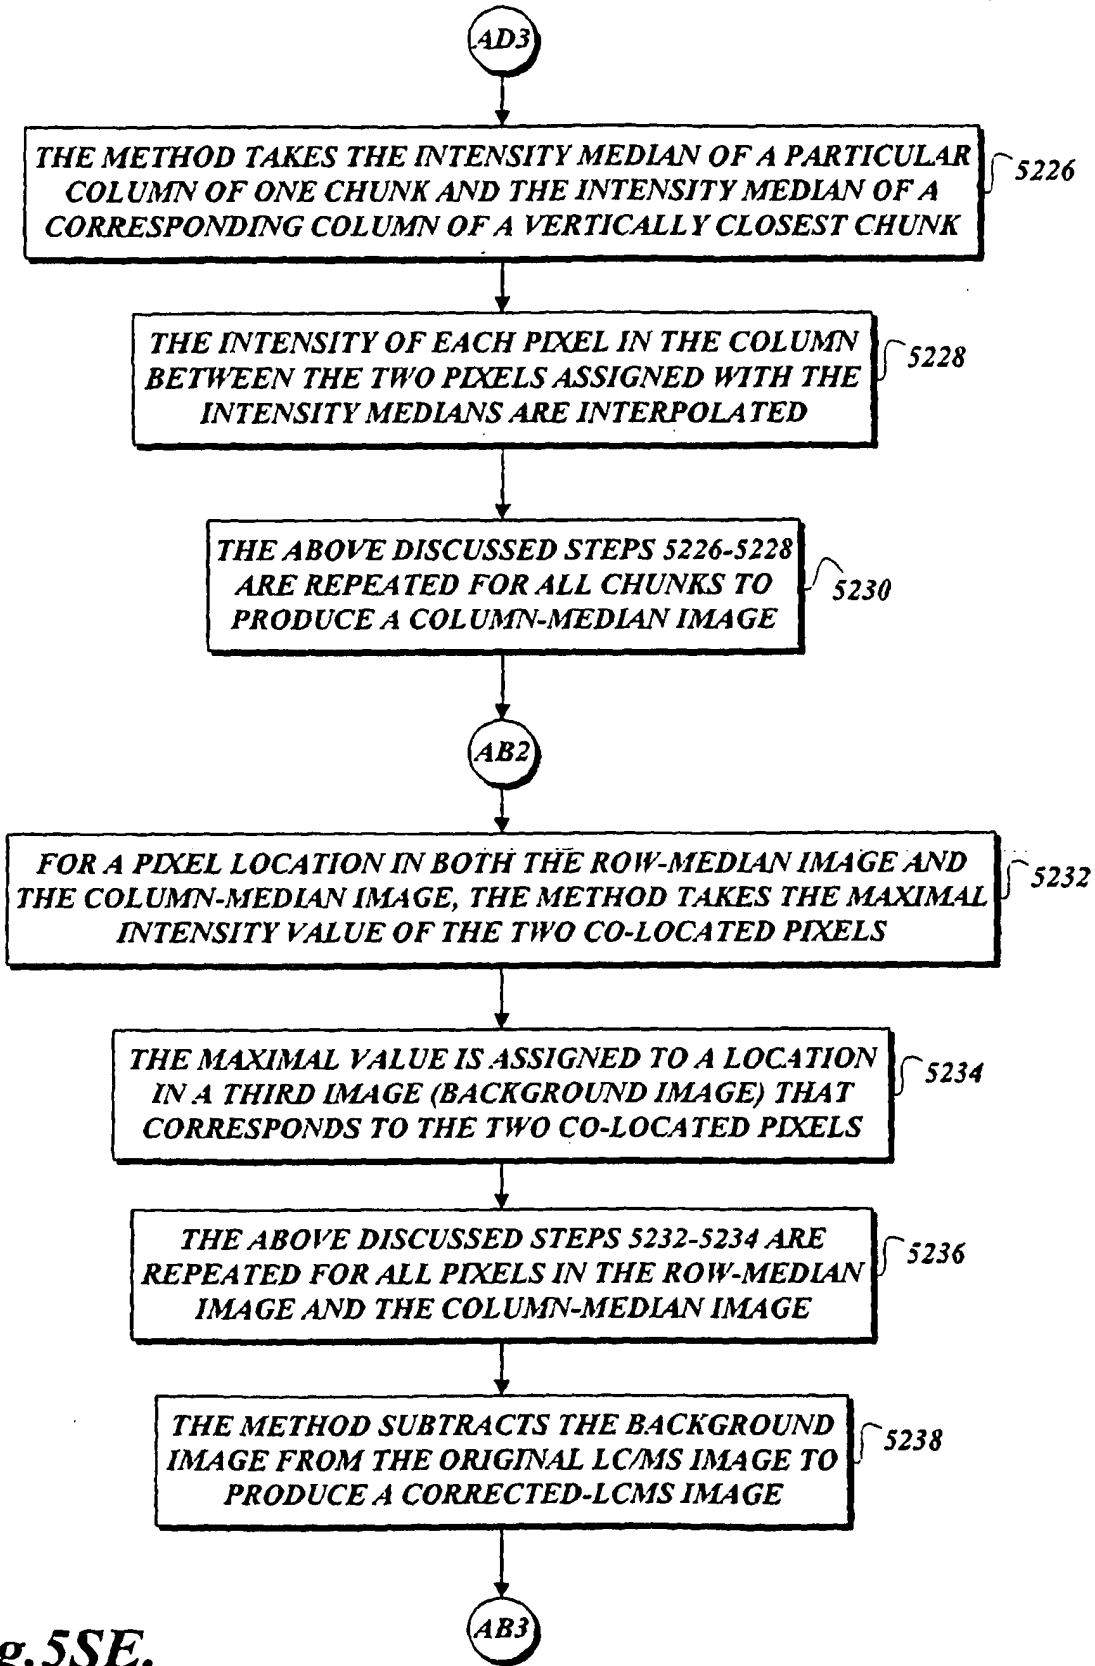 AD3
THE METHOD TAKES THE INTENSITY MEDIAN OF A PARTICULAR
COLUMN OF ONE CHUNK AND THE INTENSITY MEDIAN OF A
CORRESPONDING COLUMN OF A VERTICALLY CLOSEST CHUNK
5226
THE INTENSITY OF EACH PIXEL IN THE COLUMN
BETWEEN THE TWO PIXELS ASSIGNED WITH THE
INTENSITY MEDIANS ARE INTERPOLATED
5228
THE ABOVE DISCUSSED STEPS 5226-5228
ARE REPEATED FOR ALL CHUNKS TO
PRODUCE A COLUMN-MEDIAN IMAGE
5230
AB2
FOR A PIXEL LOCATION IN BOTH THE ROW-MEDIAN IMAGE AND
THE COLUMN-MEDIAN IMAGE, THE METHOD TAKES THE MAXIMAL
INTENSITY VALUE OF THE TWO CO-LOCATED PIXELS
5232
THE MAXIMAL VALUE IS ASSIGNED TO A LOCATION
IN A THIRD IMAGE (BACKGROUND IMAGE) THAT
CORRESPONDS TO THE TWO CO-LOCATED PIXELS
5234
THE ABOVE DISCUSSED STEPS 5232-5234 ARE
REPEATED FOR ALL PIXELS IN THE ROW-MEDIAN
IMAGE AND THE COLUMN-MEDIAN IMAGE
5236
THE METHOD SUBTRACTS THE BACKGROUND
IMAGE FROM THE ORIGINAL LC/MS IMAGE TO
PRODUCE A CORRECTED-LCMS IMAGE
5238
AB3
g.5SE.